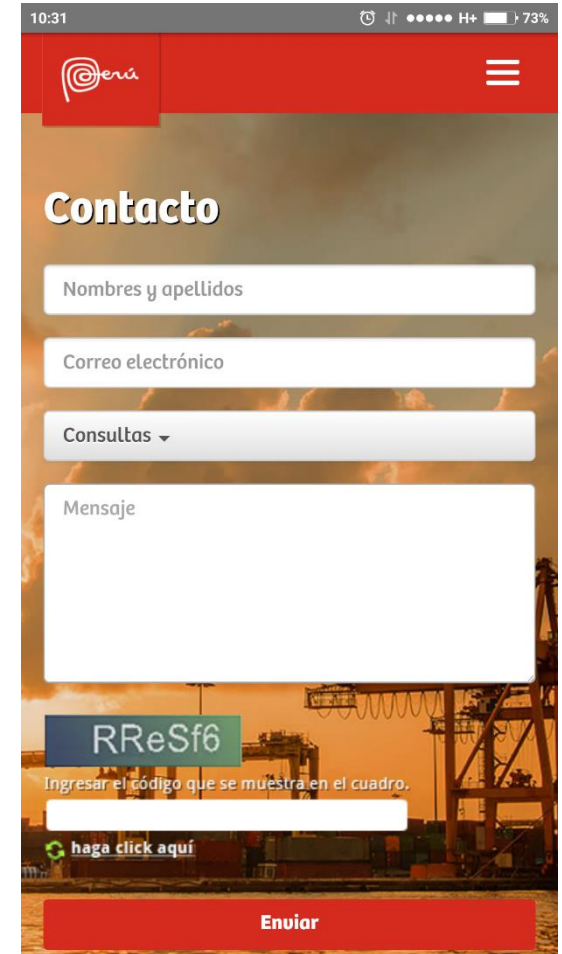 10:31 H+ 73%
Perú
Contacto
Nombres y apellidos
Correo electrónico
Consultas
Mensaje
RReSf6
Ingresar el código que se muestra en el cuadro.
haga click aquí
Enviar